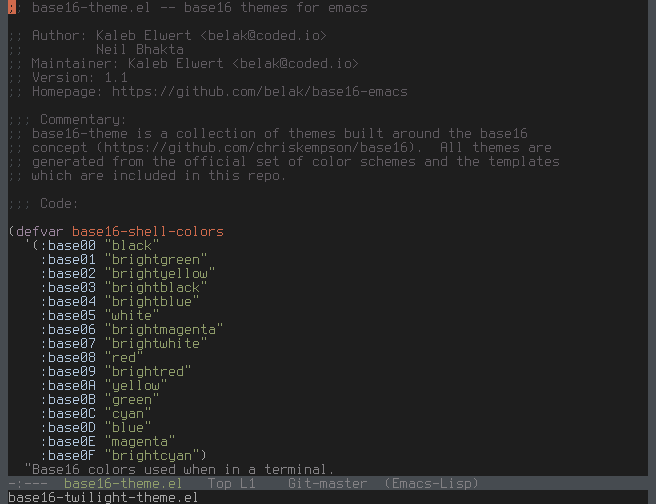 ;; base16-theme.el -- base16 themes for emacs
;; Author: Kaleb Elwert <belak@coded.io>
;;         Neil Bhakta
;; Maintainer: Kaleb Elwert <belak@coded.io>
;; Version: 1.1
;; Homepage: https://github.com/belak/base16-emacs
;;; Commentary:
;; base16-theme is a collection of themes built around the base16
;; concept (https://github.com/chriskempson/base16).  All themes are
;; generated from the official set of color schemes and the templates
;; which are included in this repo.
;;; Code:
(defvar base16-shell-colors
  '(:base00 "black"
    :base01 "brightgreen"
    :base02 "brightyellow"
    :base03 "brightblack"
    :base04 "brightblue"
    :base05 "white"
    :base06 "brightmagenta"
    :base07 "brightwhite"
    :base08 "red"
    :base09 "brightred"
    :base0A "yellow"
    :base0B "green"
    :base0C "cyan"
    :base0D "blue"
    :base0E "magenta"
    :base0F "brightcyan")
  "Base16 colors used when in a terminal.
-:---  base16-theme.el   Top L1    Git-master  (Emacs-Lisp)
base16-twilight-theme.el